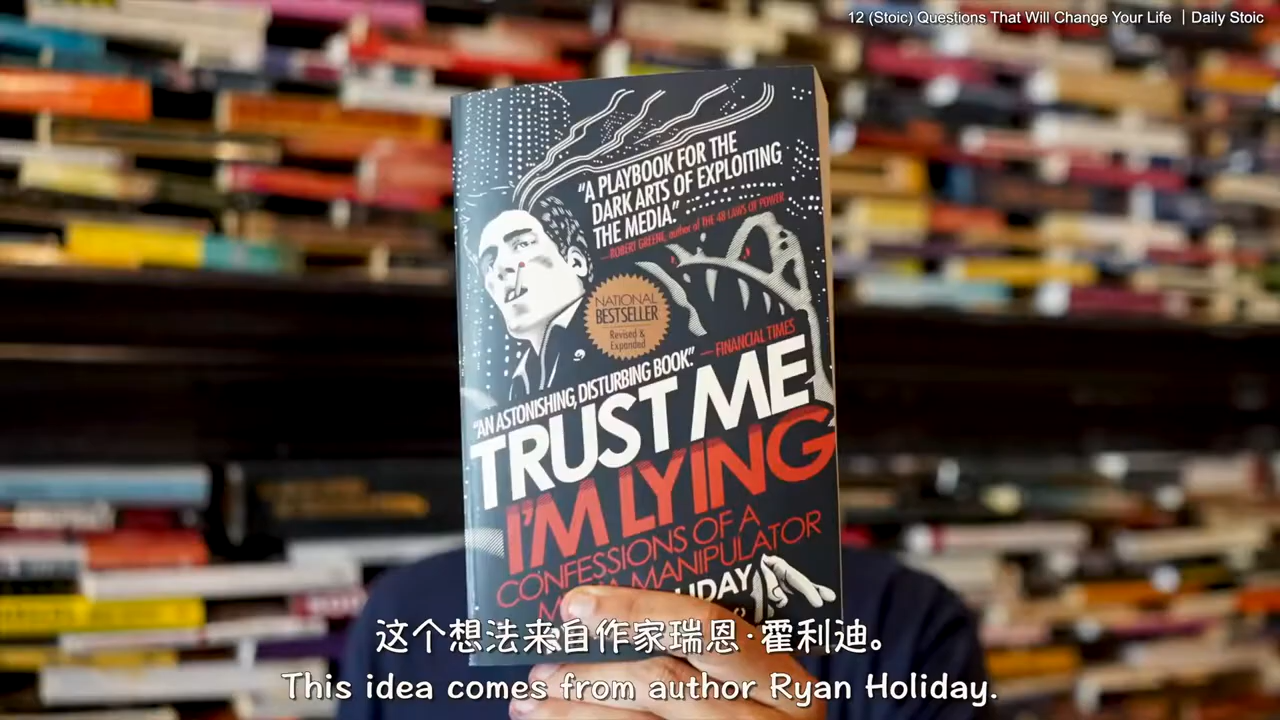 12 (Stoic) Questions That Will Change Your Life | Daily Stoic
"A PLAYBOOK FOR THE
DARK ARTS OF EXPLOITING
THE MEDIA."
—ROBERT GREENE, author of THE 48 LAWS OF POWER
NATIONAL
BESTSELLER
Revised &
Expanded
"AN ASTONISHING, DISTURBING BOOK." — FINANCIAL TIMES
TRUST ME
I'M LYING
CONFESSIONS OF A
MANIPULATOR
这个想法来自作家瑞恩·霍利迪。
This idea comes from author Ryan Holiday.